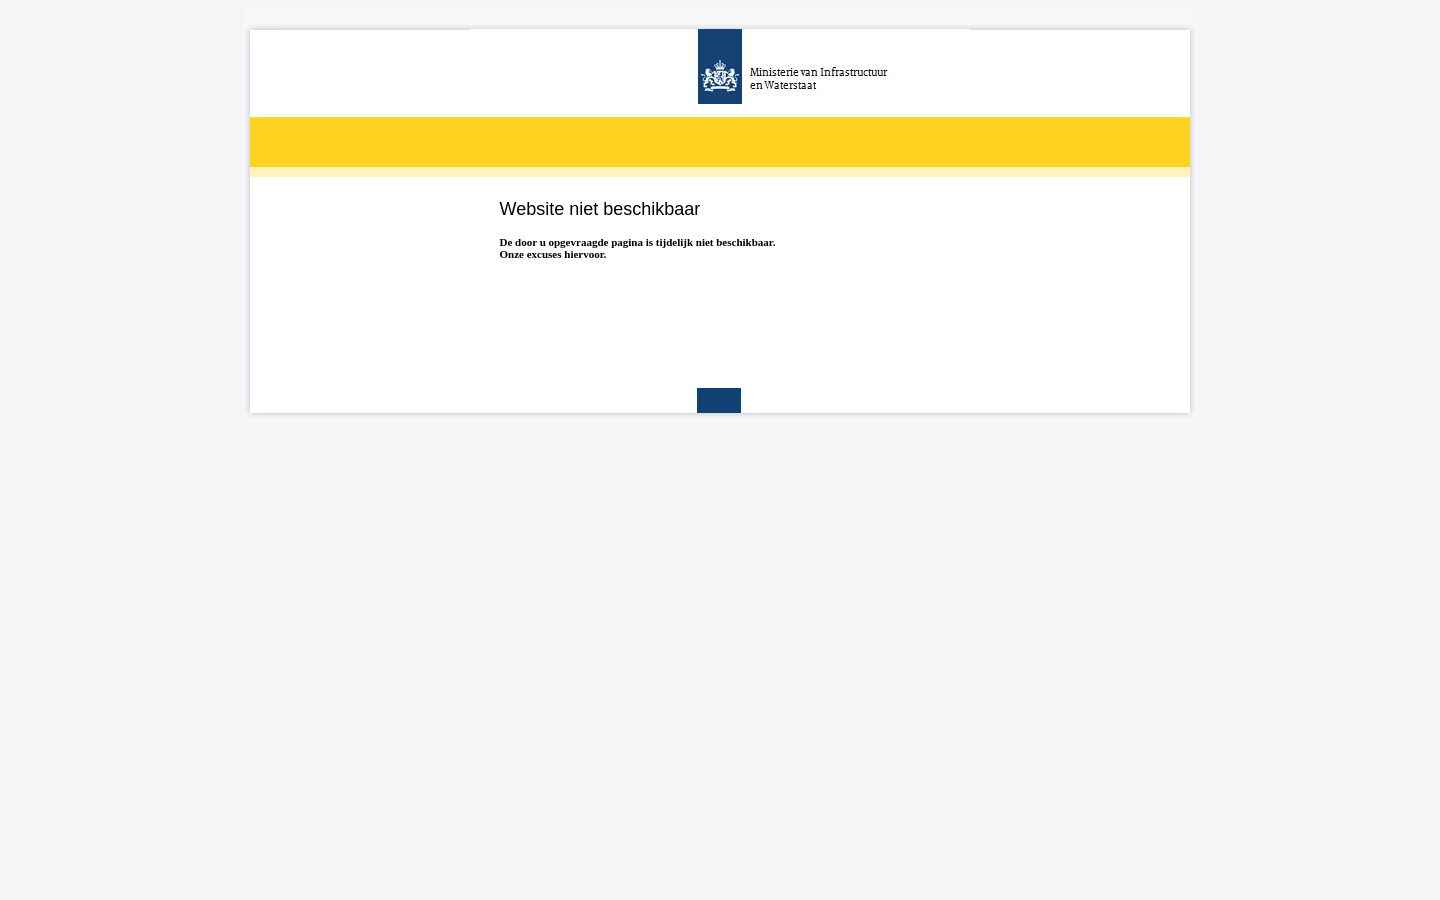 Ministerie van Infrastructuur
en Waterstaat
Website niet beschikbaar
De door u opgevraagde pagina is tijdelijk niet beschikbaar.
Onze excuses hiervoor.